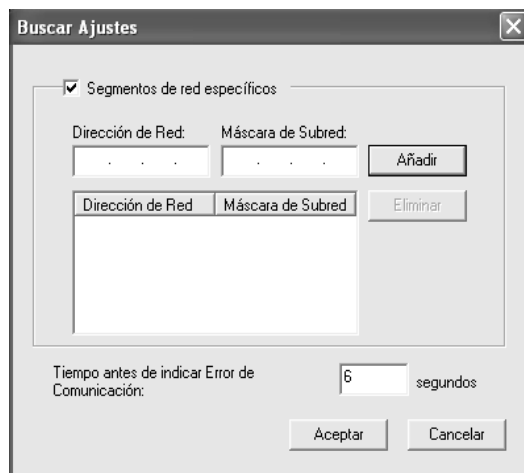 Buscar Ajustes
Segmentos de red específicos
Dirección de Red: Máscara de Subred:
. . . . . . Añadir
Dirección de Red Máscara de Subred Eliminar
Tiempo antes de indicar Error de
Comunicación:
6 segundos
Aceptar Cancelar